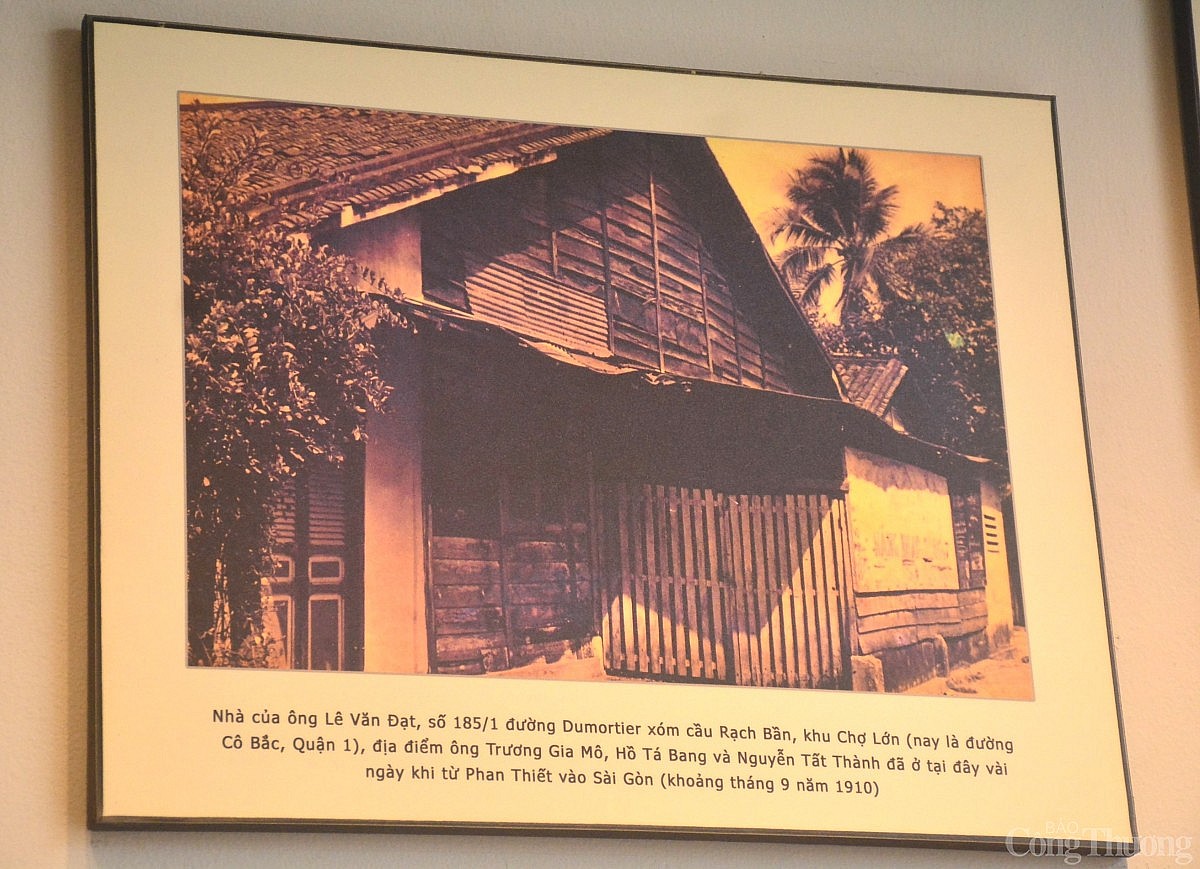 Nhà của ông Lê Văn Đạt, số 185/1 đường Dumortier xóm cầu Rạch Bần, khu Chợ Lớn (nay là đường
Cô Bắc, Quận 1), địa điểm ông Trương Gia Mô, Hồ Tá Bang và Nguyễn Tất Thành đã ở tại đây vài
ngày khi từ Phan Thiết vào Sài Gòn (khoảng tháng 9 năm 1910)
BÁO
Công Thương